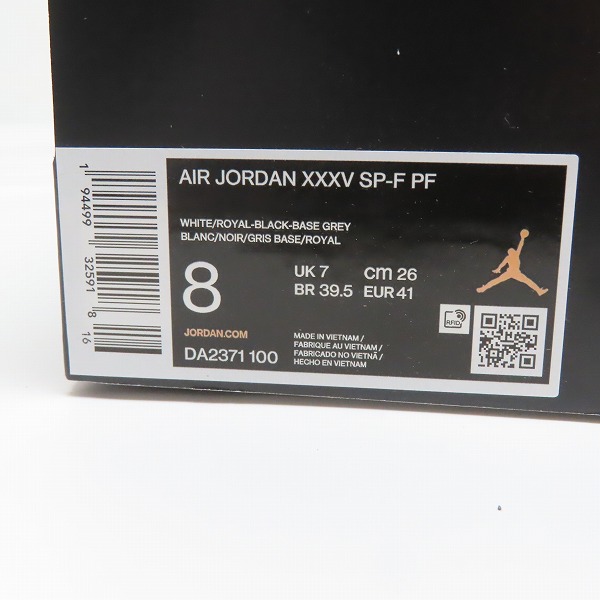 AIR JORDAN XXXV SP-F PF
WHITE/ROYAL-BLACK-BASE GREY
BLANC/NOIR/GRIS BASE/ROYAL
8
UK 7 cm 26
BR 39.5 EUR 41
JORDAN.COM
DA2371 100
MADE IN VIETNAM/
FABRIQUE AU VIETNAM/
FABRICADO NO VIETNÃ/
HECHO EN VIETNAM
RFID
1 94499 32591 8 16